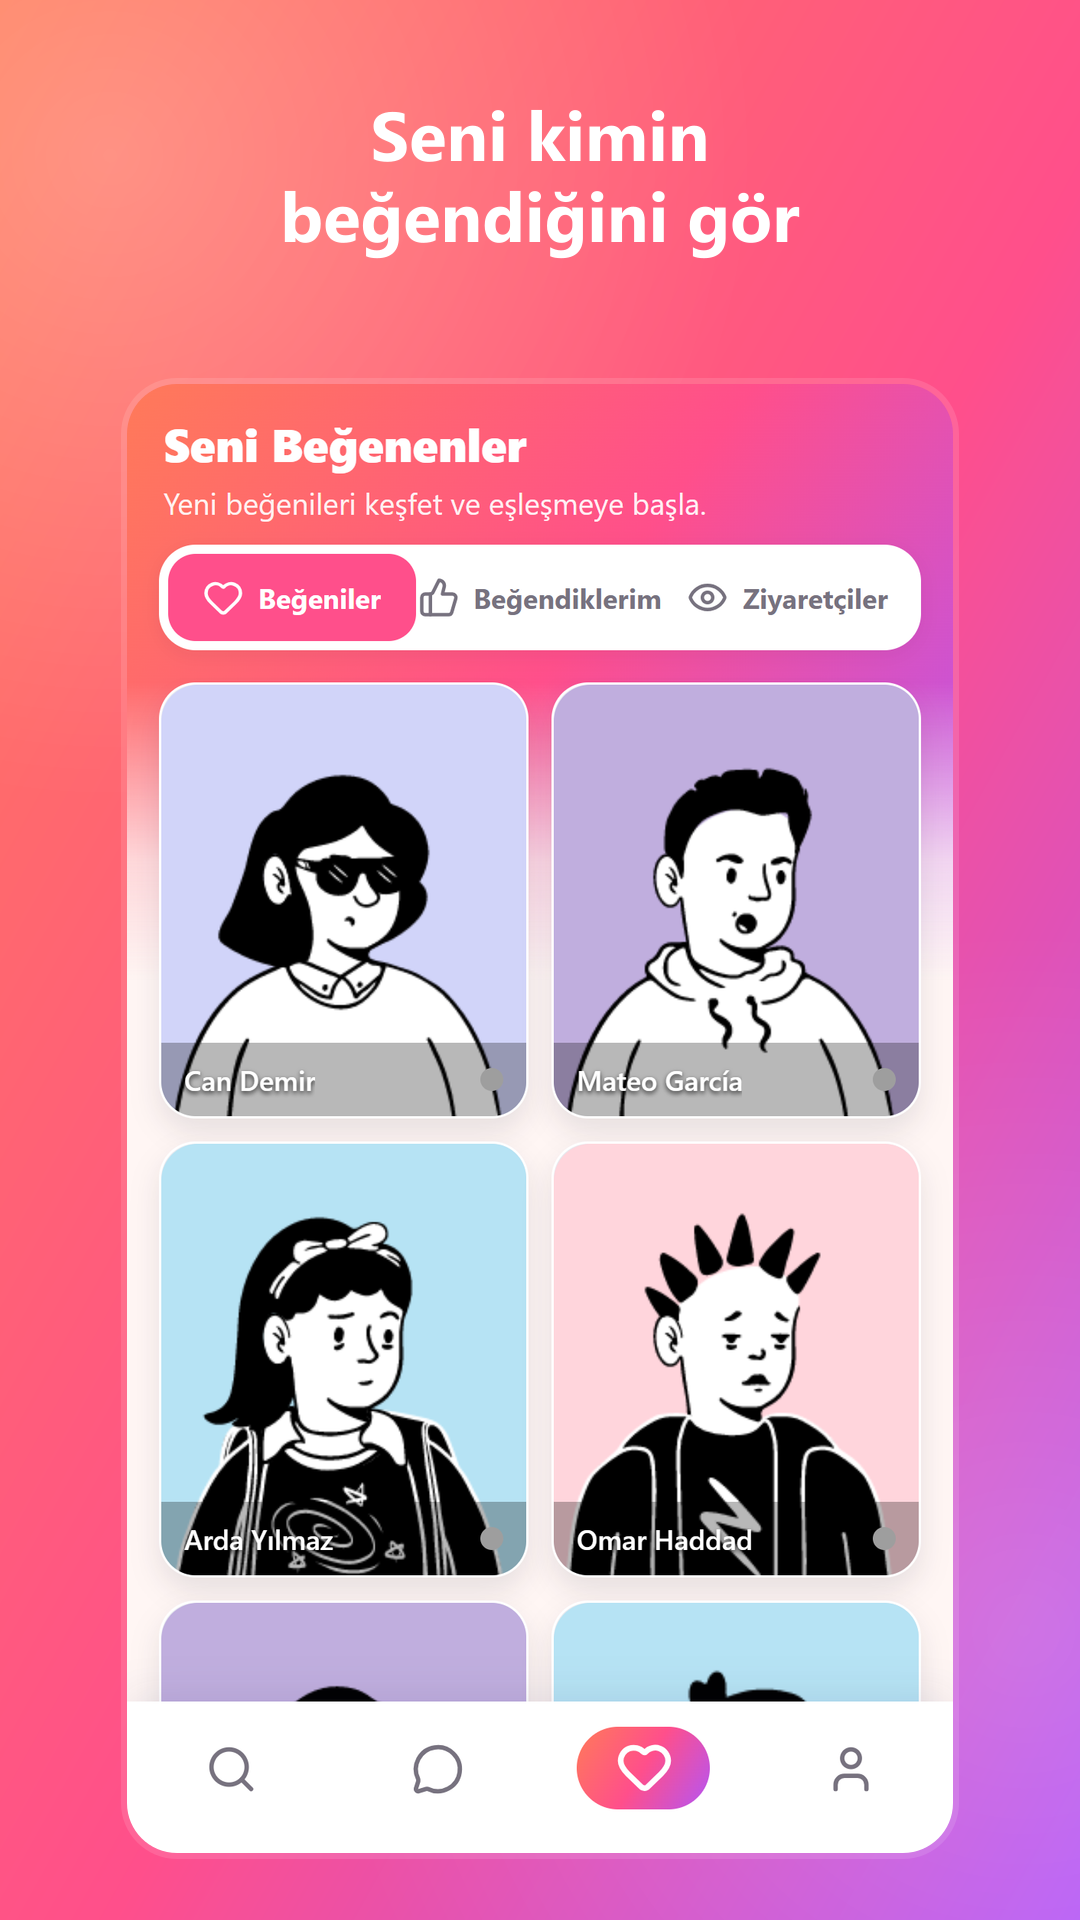 Seni kimin
beğendiğini gör
Seni Beğenenler
Yeni beğenileri keşfet ve eşleşmeye başla.
Beğeniler
Beğendiklerim
Ziyaretçiler
Can Demir
Mateo García
Arda Yılmaz
Omar Haddad